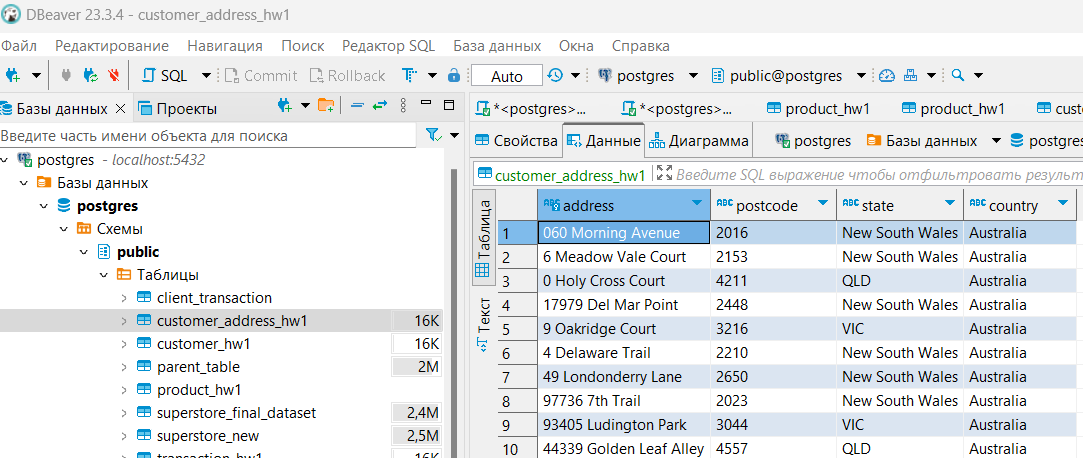 DBeaver 23.3.4 - customer_address_hw1
Файл Редактирование Навигация Поиск Редактор SQL База данных Окна Справка
SQL Commit Rollback T Auto postgres public@postgres
Базы данных Проекты
*<postgres>... *<postgres>... product_hw1 product_hw1 cust
Введите часть имени объекта для поиска
Свойства Данные Диаграмма postgres Базы данных postgres
postgres - localhost:5432
Базы данных
postgres
Схемы
public
Таблицы
client_transaction
customer_address_hw1 16K
customer_hw1 16K
parent_table 2M
product_hw1
superstore_final_dataset 2,4M
superstore_new 2,5M
transaction_hw1 16K
customer_address_hw1 Введите SQL выражение чтобы отфильтровать результ
Таблица
Текст
ABC address ABC postcode ABC state ABC country
1 060 Morning Avenue 2016 New South Wales Australia
2 6 Meadow Vale Court 2153 New South Wales Australia
3 0 Holy Cross Court 4211 QLD Australia
4 17979 Del Mar Point 2448 New South Wales Australia
5 9 Oakridge Court 3216 VIC Australia
6 4 Delaware Trail 2210 New South Wales Australia
7 49 Londonderry Lane 2650 New South Wales Australia
8 97736 7th Trail 2023 New South Wales Australia
9 93405 Ludington Park 3044 VIC Australia
10 44339 Golden Leaf Alley 4557 QLD Australia